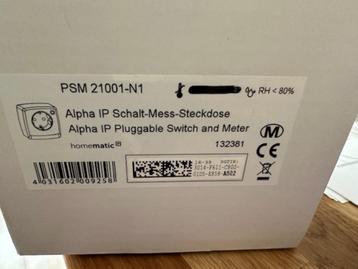 PSM 21001-N1
RH < 80%
Alpha IP Schalt-Mess-Steckdose
Alpha IP Pluggable Switch and Meter
homematic IP
132381
M
CE
4 031602 009258
A502